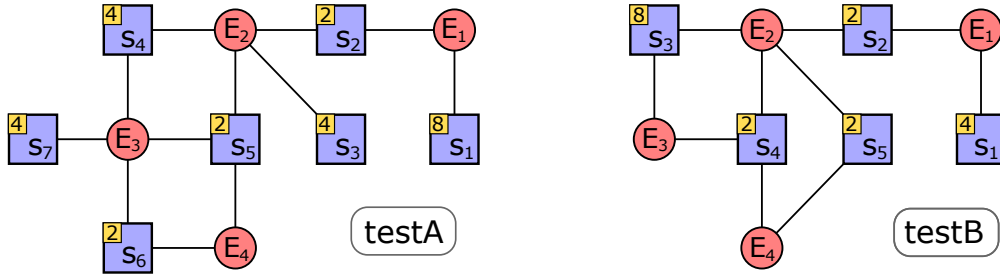 4 S₄ E₂ 2 S₂ E₁
4 S₇ E₃ 2 S₅ 4 S₃ 8 S₁
2 S₆ E₄ testA
8 S₃ E₂ 2 S₂ E₁
E₃ 2 S₄ 2 S₅ 4 S₁
E₄ testB